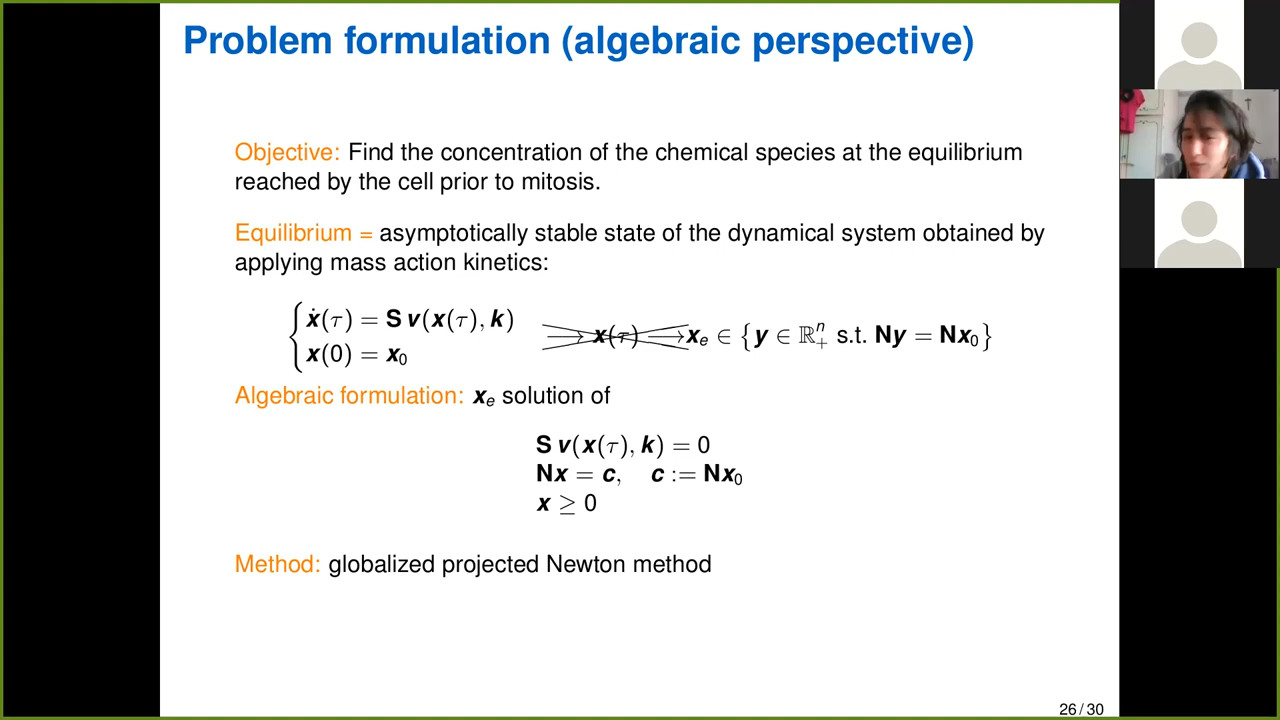 Problem formulation (algebraic perspective)
Objective: Find the concentration of the chemical species at the equilibrium
reached by the cell prior to mitosis.
Equilibrium = asymptotically stable state of the dynamical system obtained by
applying mass action kinetics:
ẋ(τ) = S v(x(τ), k)
x(0) = x₀
⟶ x(τ) ⟶ xₑ ∈ {y ∈ ℝⁿ₊ s.t. Ny = Nx₀}
Algebraic formulation: xₑ solution of
S v(x(τ), k) = 0
Nx = c, c := Nx₀
x ≥ 0
Method: globalized projected Newton method
26 / 30